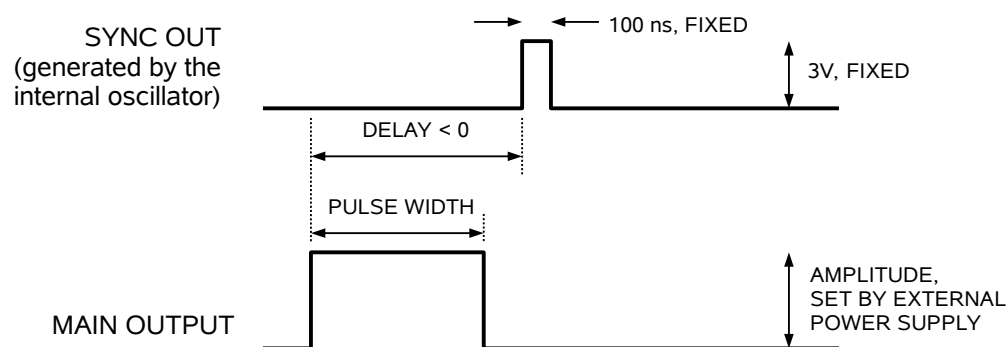 SYNC OUT
(generated by the
internal oscillator)
100 ns, FIXED
3V, FIXED
DELAY < 0
PULSE WIDTH
MAIN OUTPUT
AMPLITUDE,
SET BY EXTERNAL
POWER SUPPLY